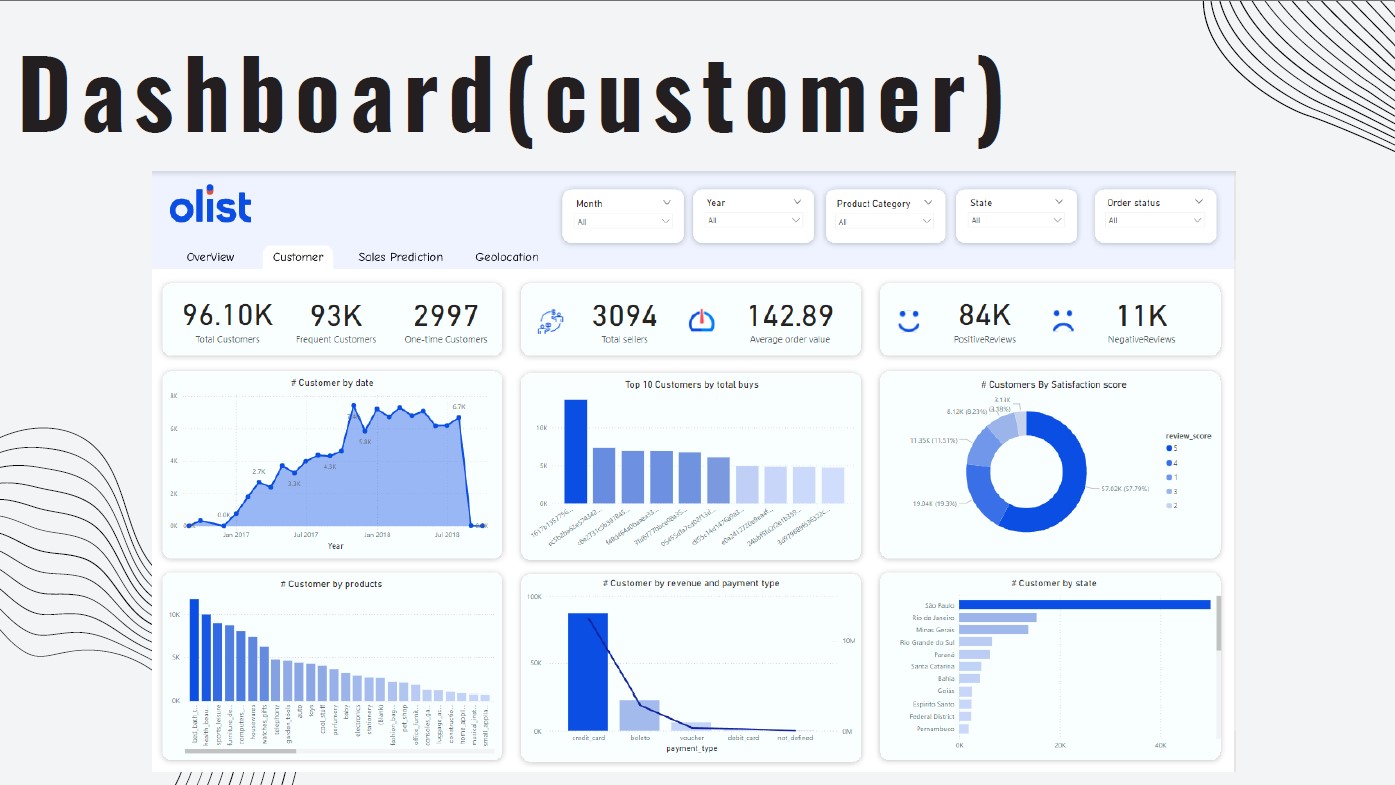 Dashboard(customer)
olist
Month
All
Year
All
Product Category
All
State
All
Order status
All
OverView
Customer
Sales Prediction
Geolocation
96.10K
Total Customers
93K
Frequent Customers
2997
One-time Customers
3094
Total sellers
142.89
Average order value
84K
PositiveReviews
11K
NegativeReviews
# Customer by date
6K
4K
2K
0K
0.0K
2.7K
3.3K
4.3K
5.8K
6.7K
Jan 2017
Jul 2017
Jan 2018
Jul 2018
Year
Top 10 Customers by total buys
10K
5K
0K
# Customers By Satisfaction score
3.13K
(3.18%)
8.12K (8.23%)
11.35K (11.51%)
19.04K (19.3%)
57.02K (57.79%)
review_score
5
4
1
3
2
# Customer by products
10K
5K
0K
bed_bath_t...
health_beau...
sports_leisure
furniture_de...
computers_...
housewares
watches_gifts
telephony
garden_tools
auto
toys
cool_stuff
perfumery
baby
electronics
stationery
(Blank)
fashion_bag...
pet_shop
office_furnit...
consoles_ga...
luggage_ac...
constructio...
home_appli...
musical_inst...
small_applia...
# Customer by revenue and payment type
100K
50K
0K
10M
0M
credit_card
boleto
voucher
debit_card
not_defined
payment_type
# Customer by state
São Paulo
Rio de Janeiro
Minas Gerais
Rio Grande do Sul
Paraná
Santa Catarina
Bahia
Goiás
Espírito Santo
Federal District
Pernambuco
0K
20K
40K